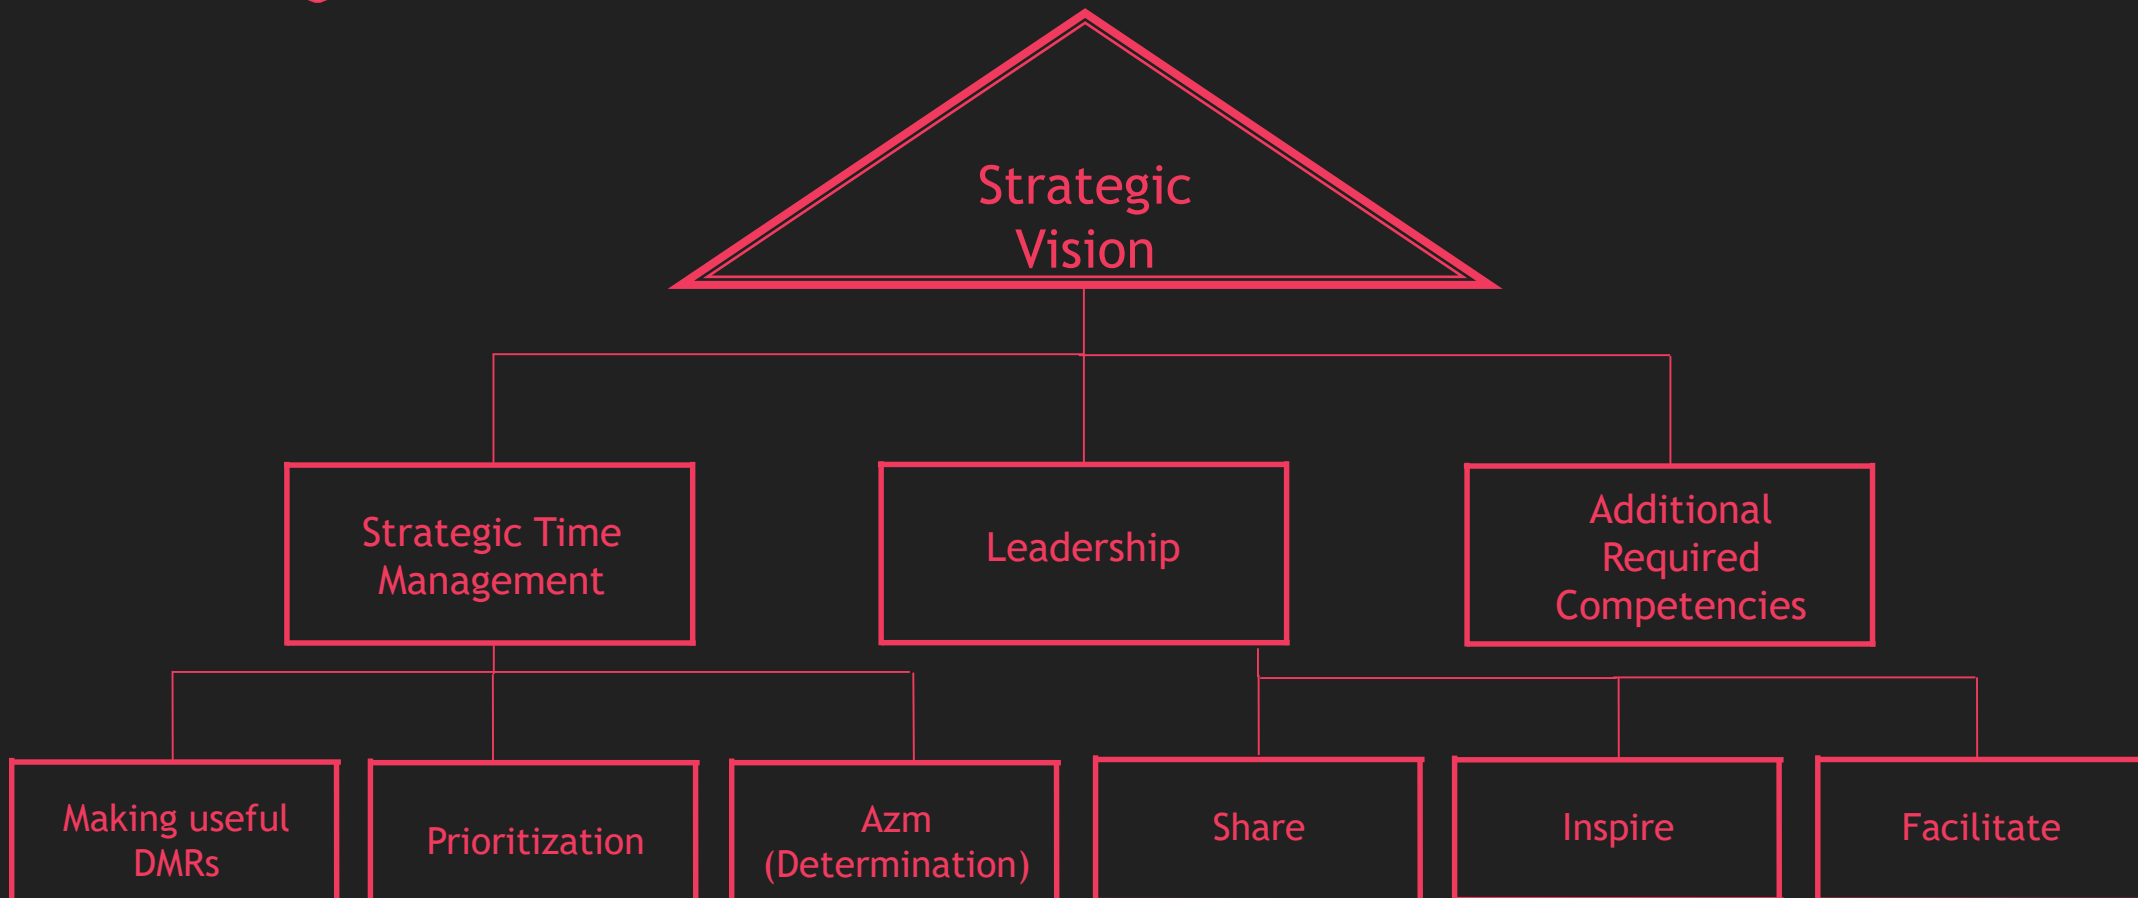 Strategic
Vision
Strategic Time
Management
Leadership
Additional
Required
Competencies
Making useful
DMRs
Prioritization
Azm
(Determination)
Share
Inspire
Facilitate